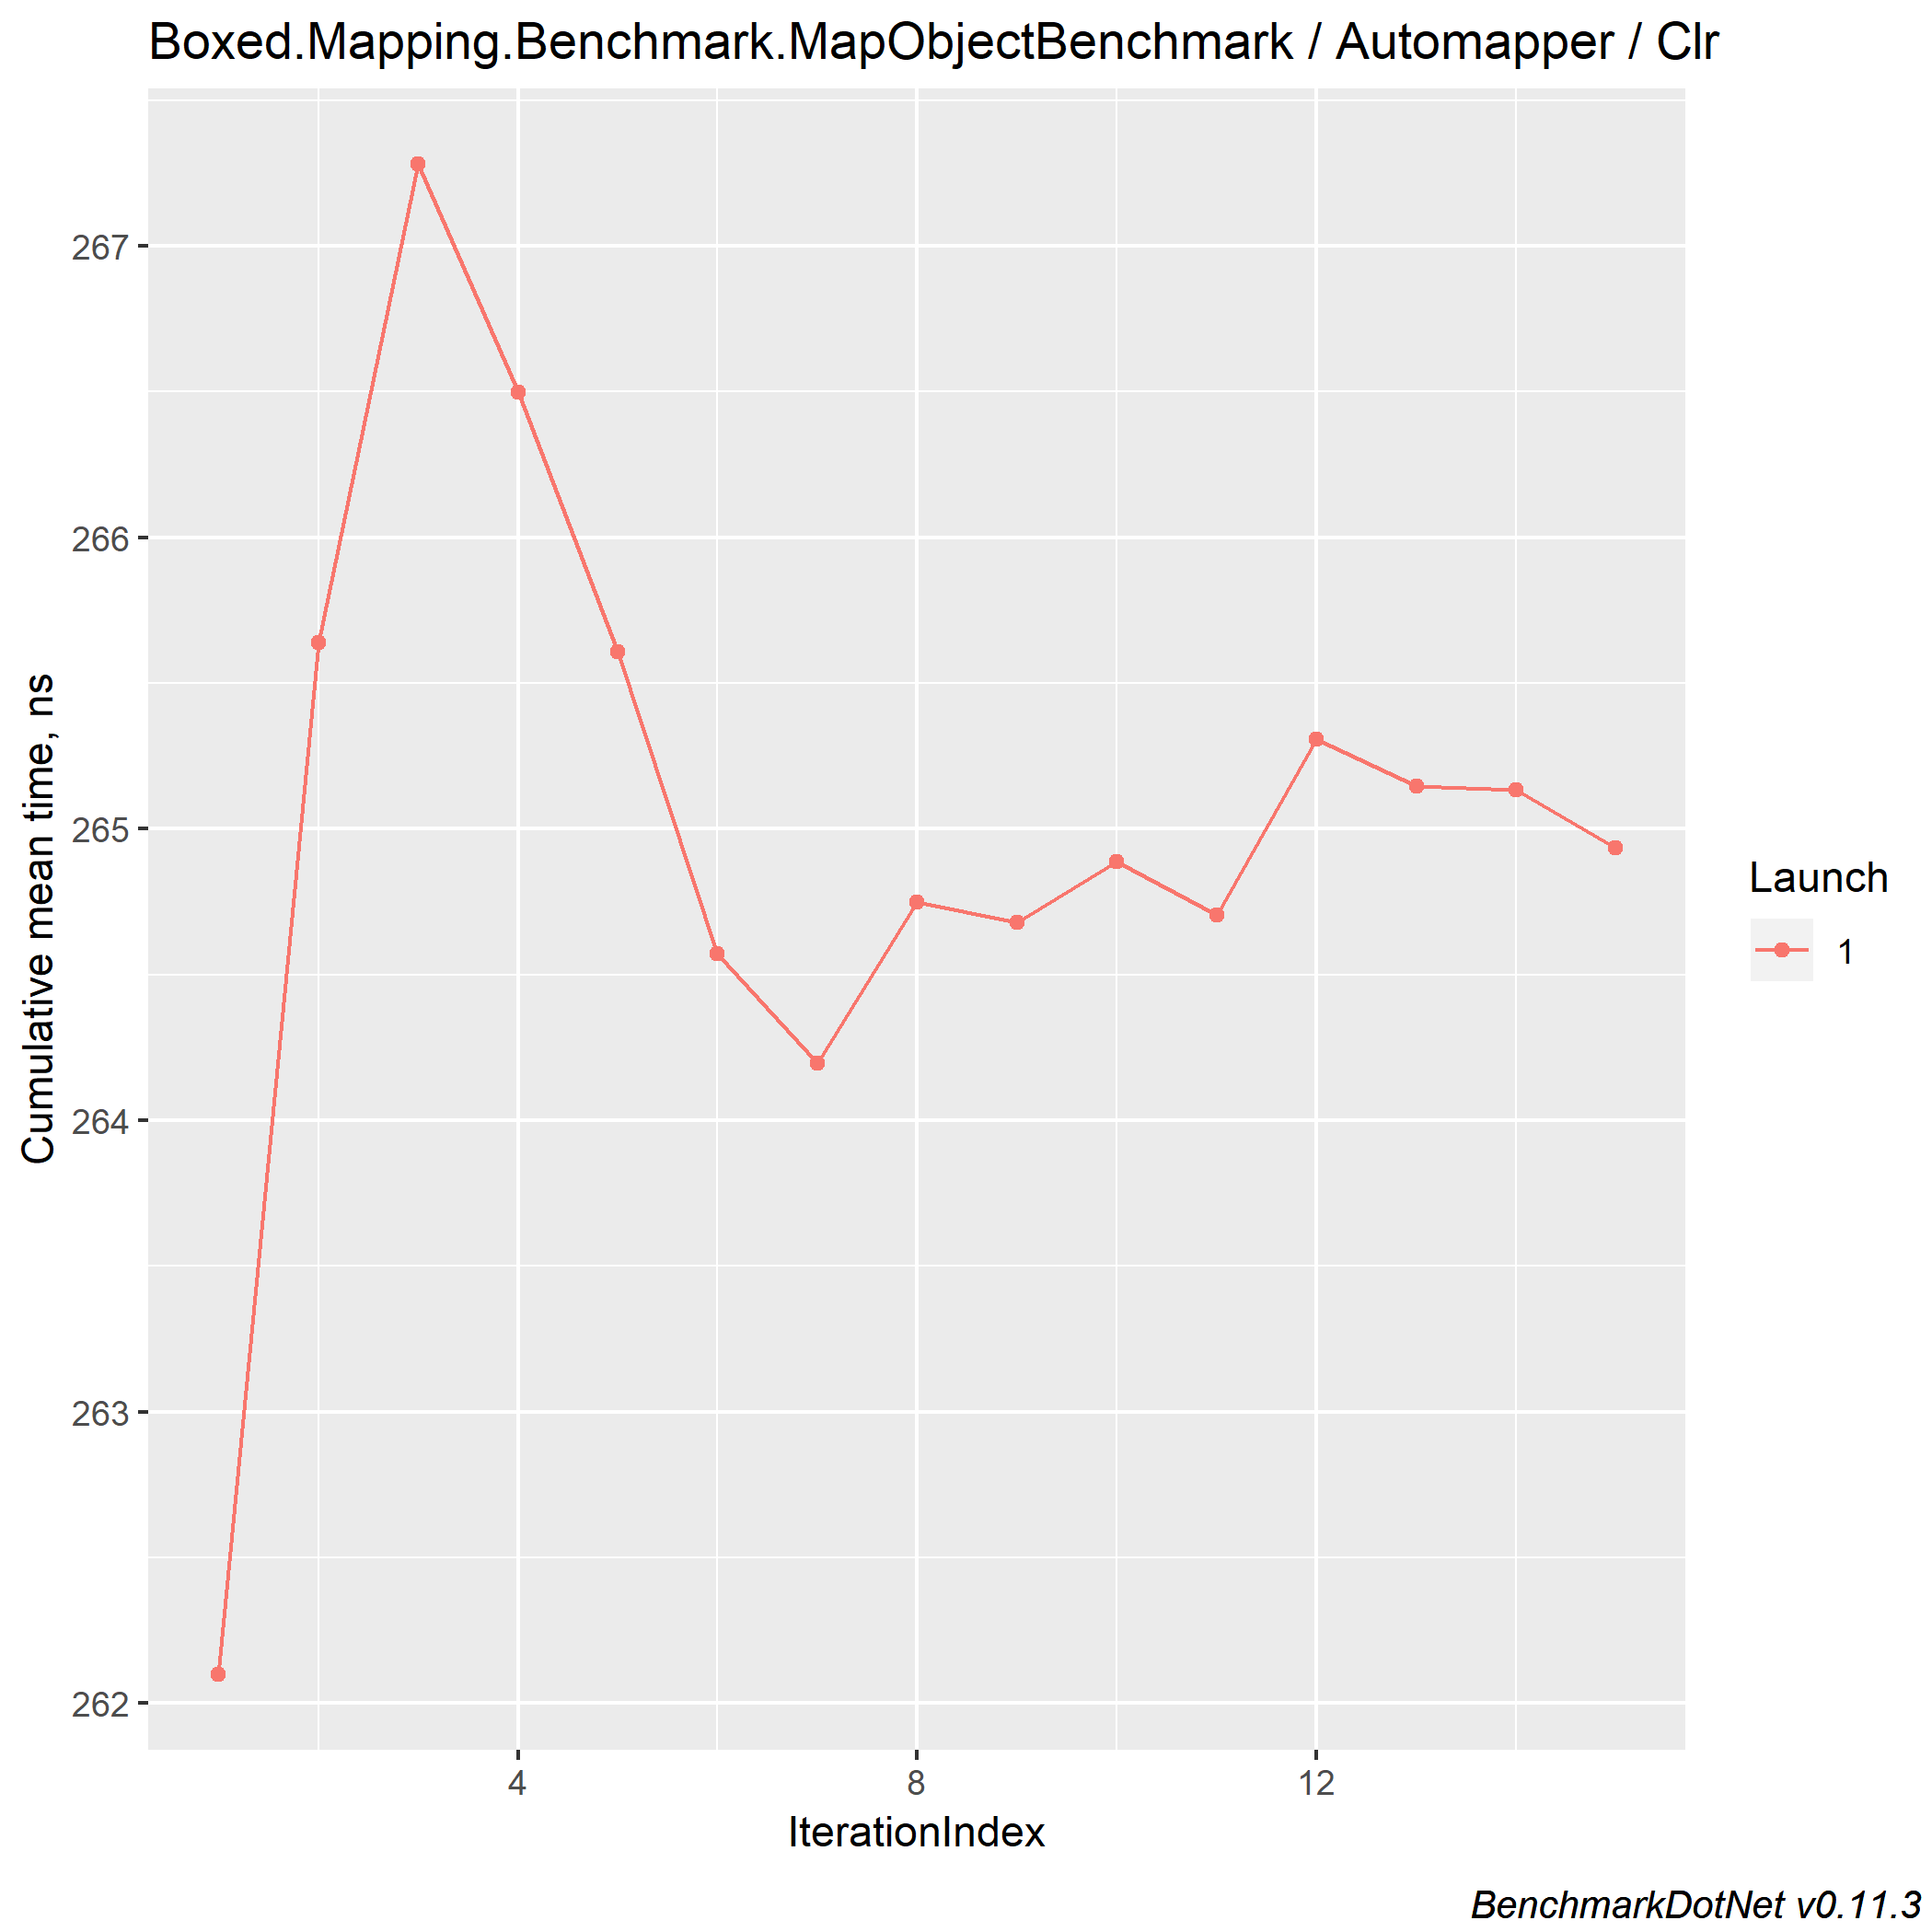 Boxed.Mapping.Benchmark.MapObjectBenchmark / Automapper / Clr
Cumulative mean time, ns
267
266
265
264
263
262
4
8
12
IterationIndex
Launch
1
BenchmarkDotNet v0.11.3